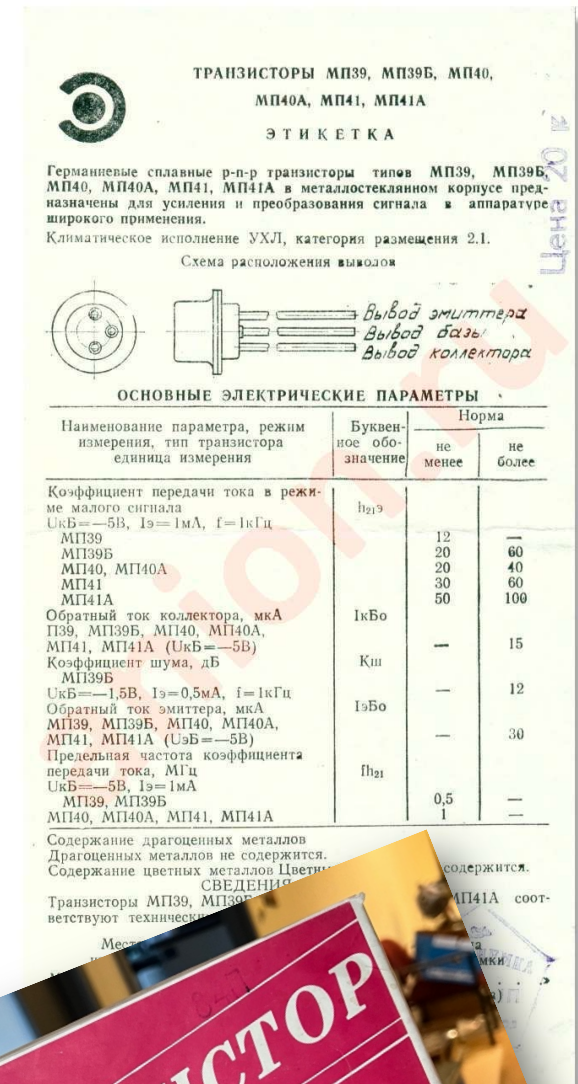 ТРАНЗИСТОРЫ МП39, МП39Б, МП40,
МП40А, МП41, МП41А
ЭТИКЕТКА
Цена 20 к
Германиевые сплавные р-п-р транзисторы типов МП39, МП39Б,
МП40, МП40А, МП41, МП41А в металлостеклянном корпусе пред-
назначены для усиления и преобразования сигнала в аппаратуре
широкого применения.
Климатическое исполнение УХЛ, категория размещения 2.1.
Схема расположения выводов
Вывод эмиттера
Вывод базы
Вывод коллектора
ОСНОВНЫЕ ЭЛЕКТРИЧЕСКИЕ ПАРАМЕТРЫ
Наименование параметра, режим измерения, тип транзистора единица измерения
Буквен-ное обо-значение
Норма
не менее
не более
Коэффициент передачи тока в режи-
ме малого сигнала h21э
UкБ=—5В, Iэ=1мА, f=1кГц
МП39 12 —
МП39Б 20 60
МП40, МП40А 20 40
МП41 30 60
МП41А 50 100
Обратный ток коллектора, мкА IкБо
П39, МП39Б, МП40, МП40А,
МП41, МП41А (UкБ=—5В) — 15
Коэффициент шума, дБ Кш
МП39Б
UкБ=—1,5В, Iэ=0,5мА, f=1кГц — 12
Обратный ток эмиттера, мкА IэБо
МП39, МП39Б, МП40, МП40А,
МП41, МП41А (UэБ=—5В) — 30
Предельная частота коэффициента
передачи тока, МГц fh21
UкБ=—5В, Iэ=1мА
МП39, МП39Б 0,5 —
МП40, МП40А, МП41, МП41А 1 —
Содержание драгоценных металлов
Драгоценных металлов не содержится.
Содержание цветных металлов Цветны содержится.
СВЕДЕНИЯ
Транзисторы МП39, МП39Б МП41А соот-
ветствуют технически
Мест
ИСТОР